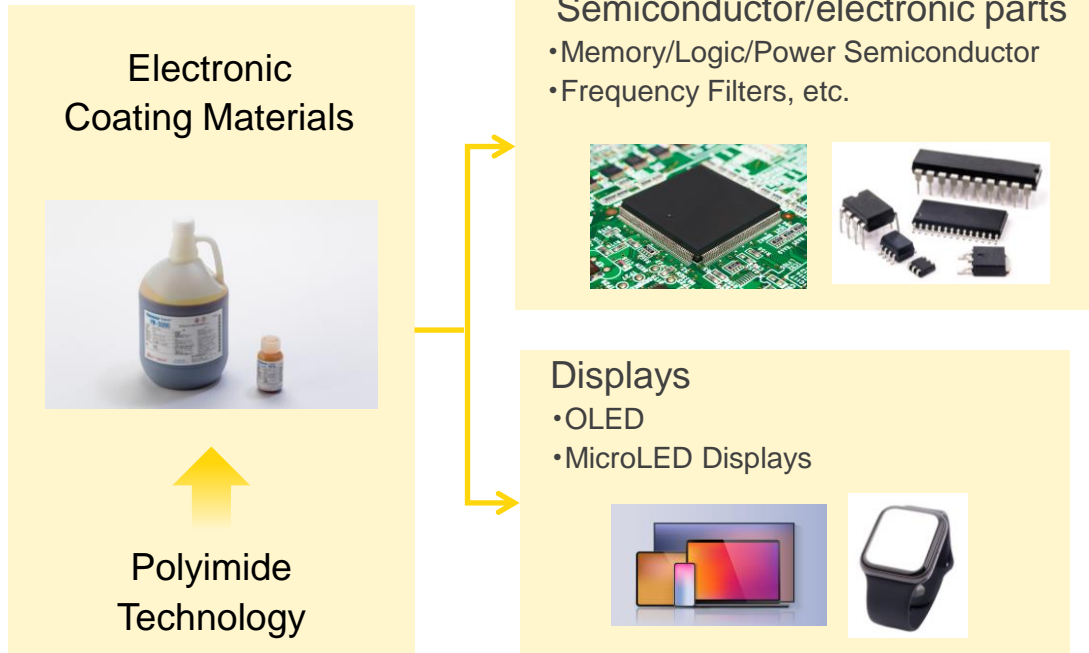 Electronic
Coating Materials
Polyimide
Technology
Semiconductor/electronic parts
・Memory/Logic/Power Semiconductor
・Frequency Filters, etc.
Displays
・OLED
・MicroLED Displays